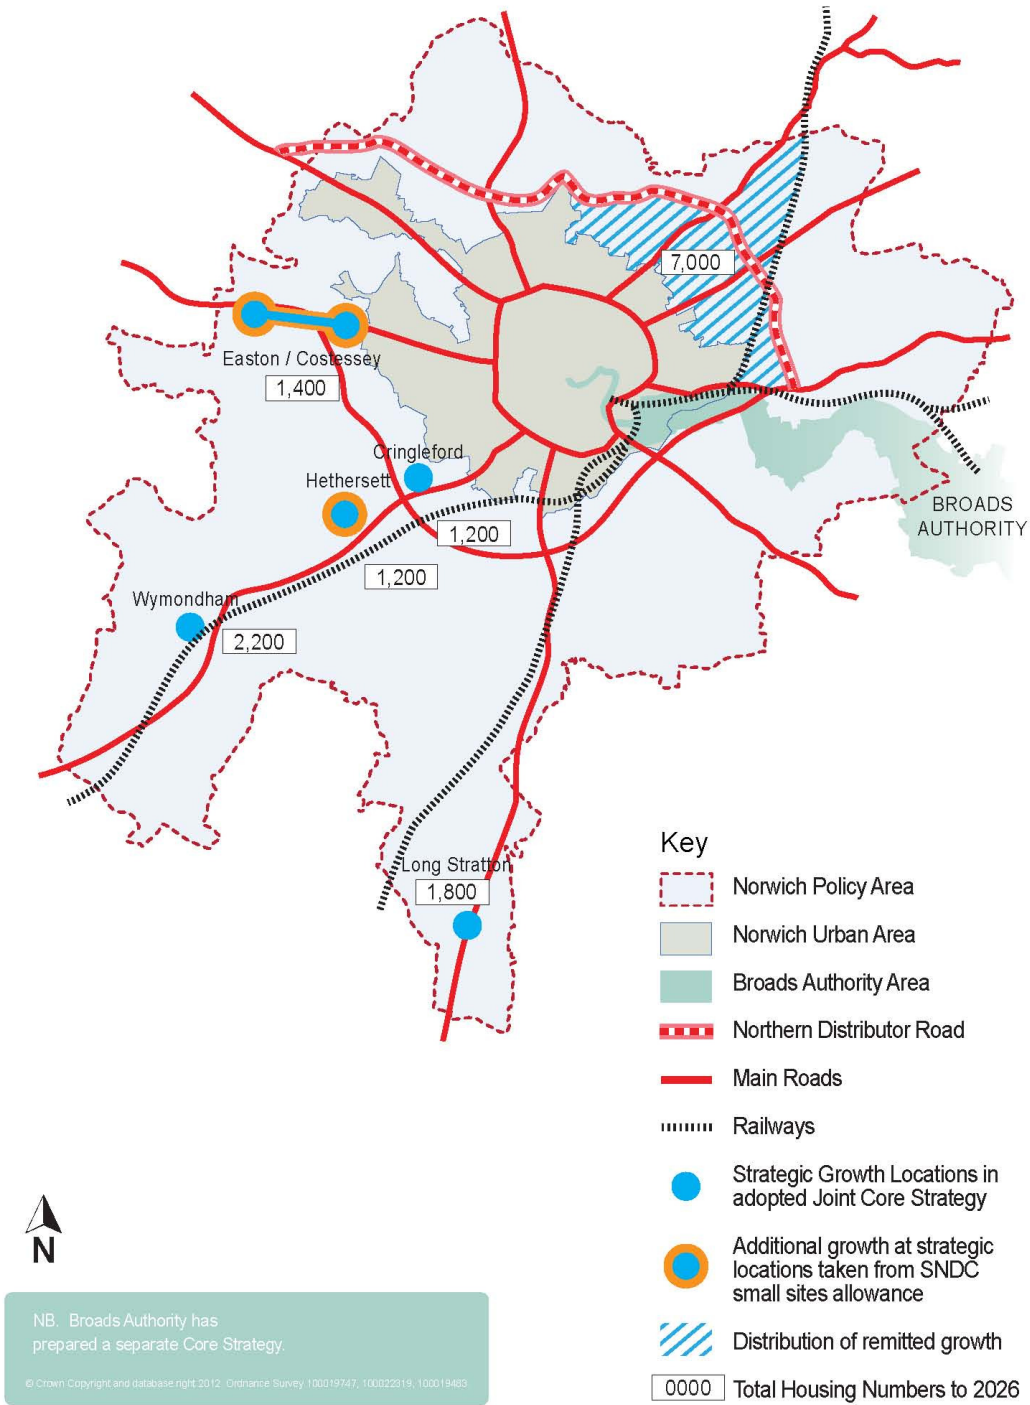 7,000
Easton / Costessey
1,400
Cringleford
Hethersett
1,200
1,200
BROADS
AUTHORITY
Wymondham
2,200
Long Stratton
1,800
Key
Norwich Policy Area
Norwich Urban Area
Broads Authority Area
Northern Distributor Road
Main Roads
Railways
Strategic Growth Locations in
adopted Joint Core Strategy
Additional growth at strategic
locations taken from SNDC
small sites allowance
Distribution of remitted growth
0000 Total Housing Numbers to 2026
N
NB. Broads Authority has
prepared a separate Core Strategy.
© Crown Copyright and database right 2012. Ordnance Survey 100019747, 100022319, 100019483